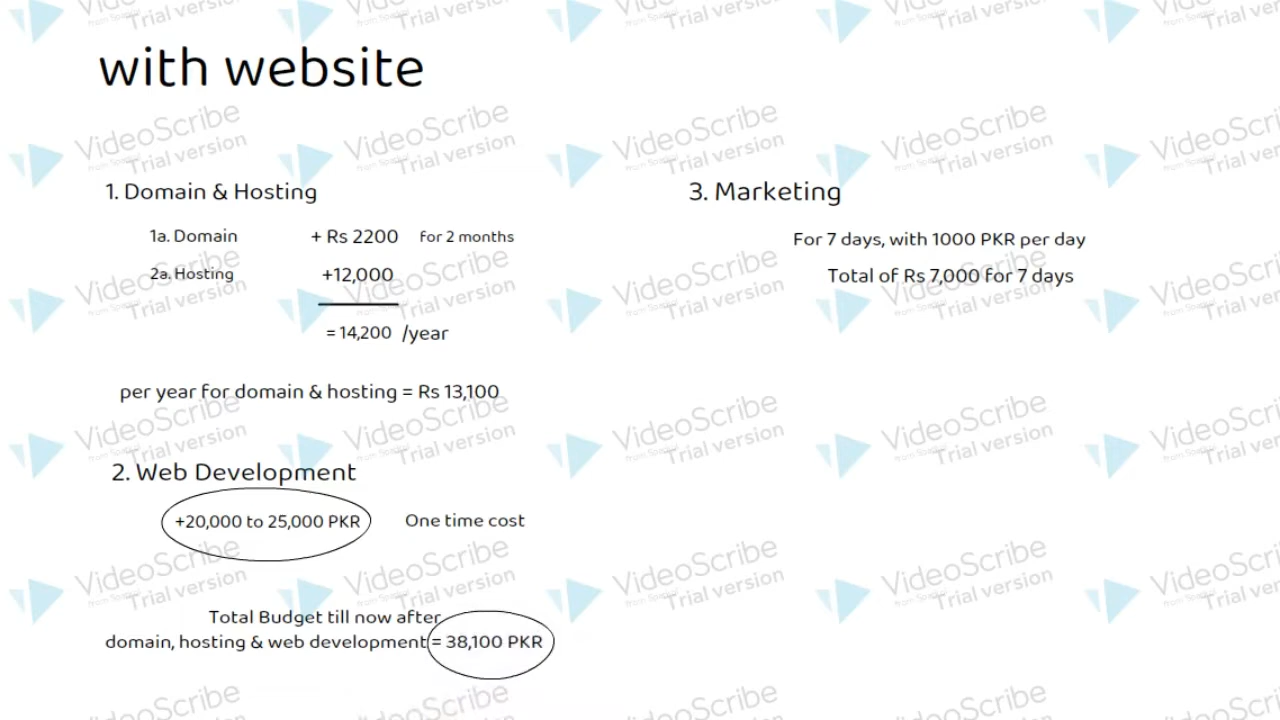 with website
1. Domain & Hosting
1a. Domain + Rs 2200 for 2 months
2a. Hosting +12,000
= 14,200 /year
per year for domain & hosting = Rs 13,100
2. Web Development
+20,000 to 25,000 PKR One time cost
Total Budget till now after
domain, hosting & web development = 38,100 PKR
3. Marketing
For 7 days, with 1000 PKR per day
Total of Rs 7,000 for 7 days
VideoScribe
Trial version